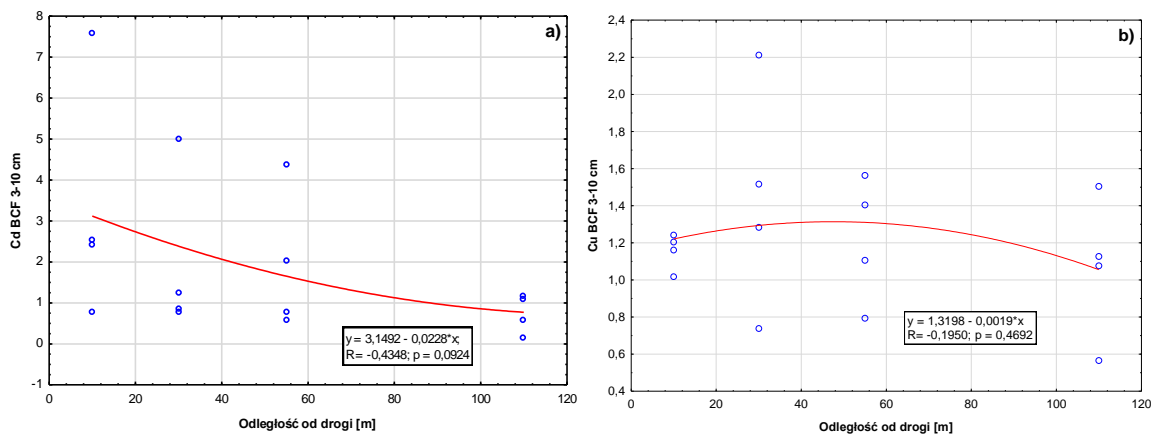 a)
8
7
6
5
4
3
2
1
0
-1
Cd BCF 3-10 cm
y = 3,1492 - 0,0228*x;
R= -0,4348; p = 0,0924
0 20 40 60 80 100 120
Odległość od drogi [m]
b)
2,4
2,2
2,0
1,8
1,6
1,4
1,2
1,0
0,8
0,6
0,4
Cu BCF 3-10 cm
y = 1,3198 - 0,0019*x
R= -0,1950; p = 0,4692
0 20 40 60 80 100 120
Odległość od drogi [m]